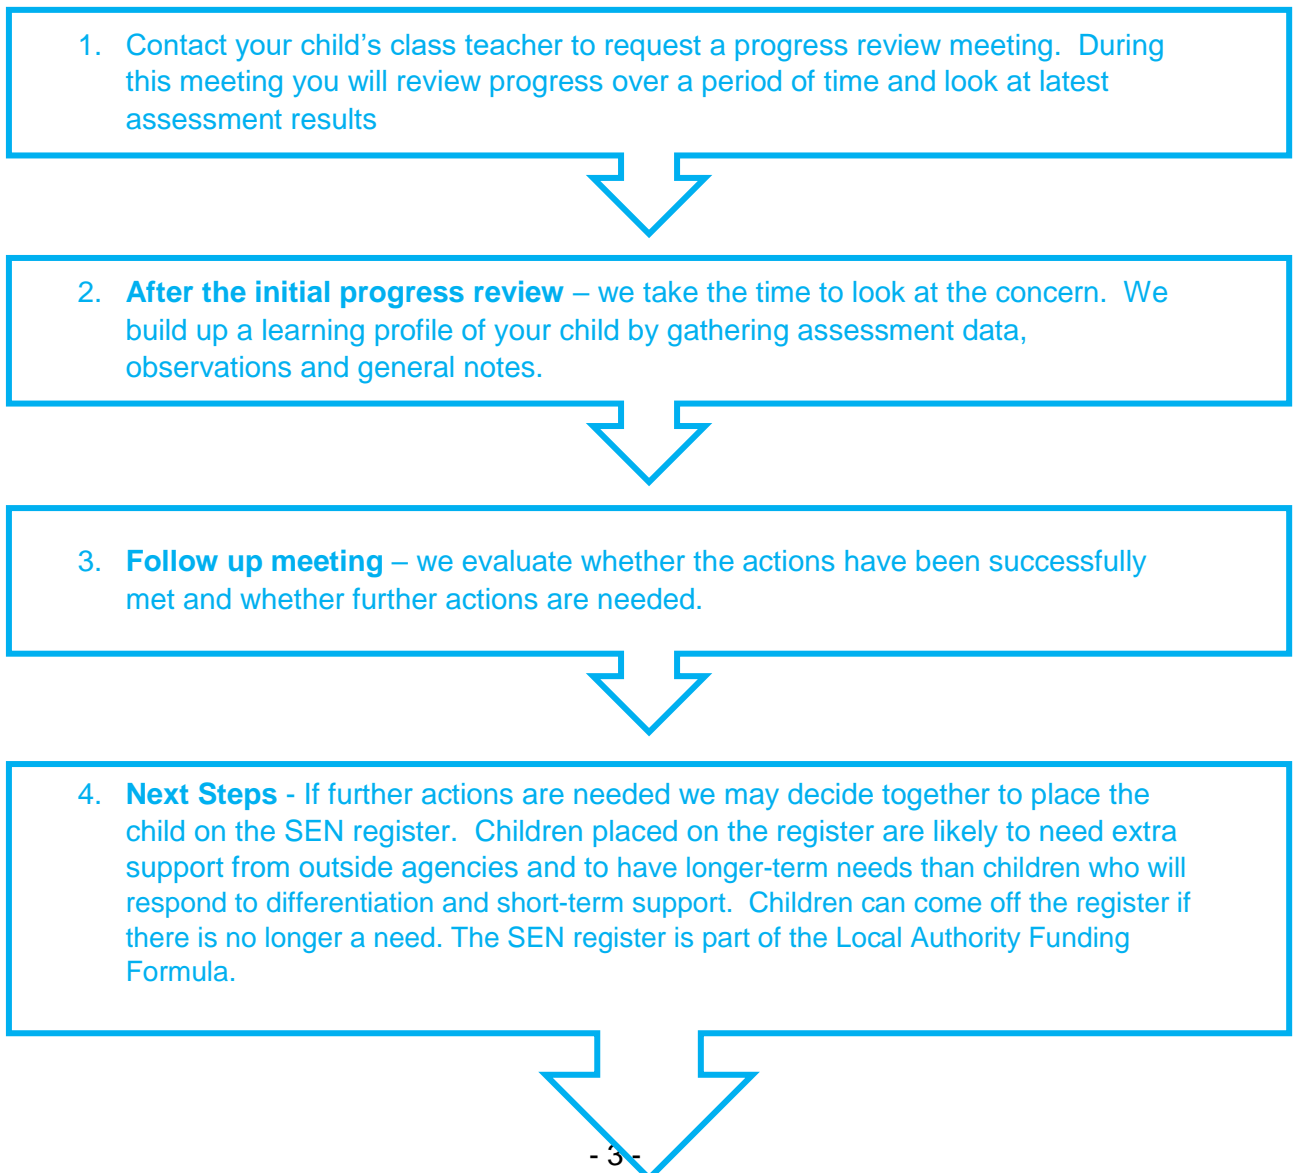 1. Contact your child’s class teacher to request a progress review meeting.  During
this meeting you will review progress over a period of time and look at latest
assessment results
2. After the initial progress review – we take the time to look at the concern.  We
build up a learning profile of your child by gathering assessment data,
observations and general notes.
3. Follow up meeting – we evaluate whether the actions have been successfully
met and whether further actions are needed.
4. Next Steps - If further actions are needed we may decide together to place the
child on the SEN register.  Children placed on the register are likely to need extra
support from outside agencies and to have longer-term needs than children who will
respond to differentiation and short-term support.  Children can come off the register if
there is no longer a need. The SEN register is part of the Local Authority Funding
Formula.
- 3 -